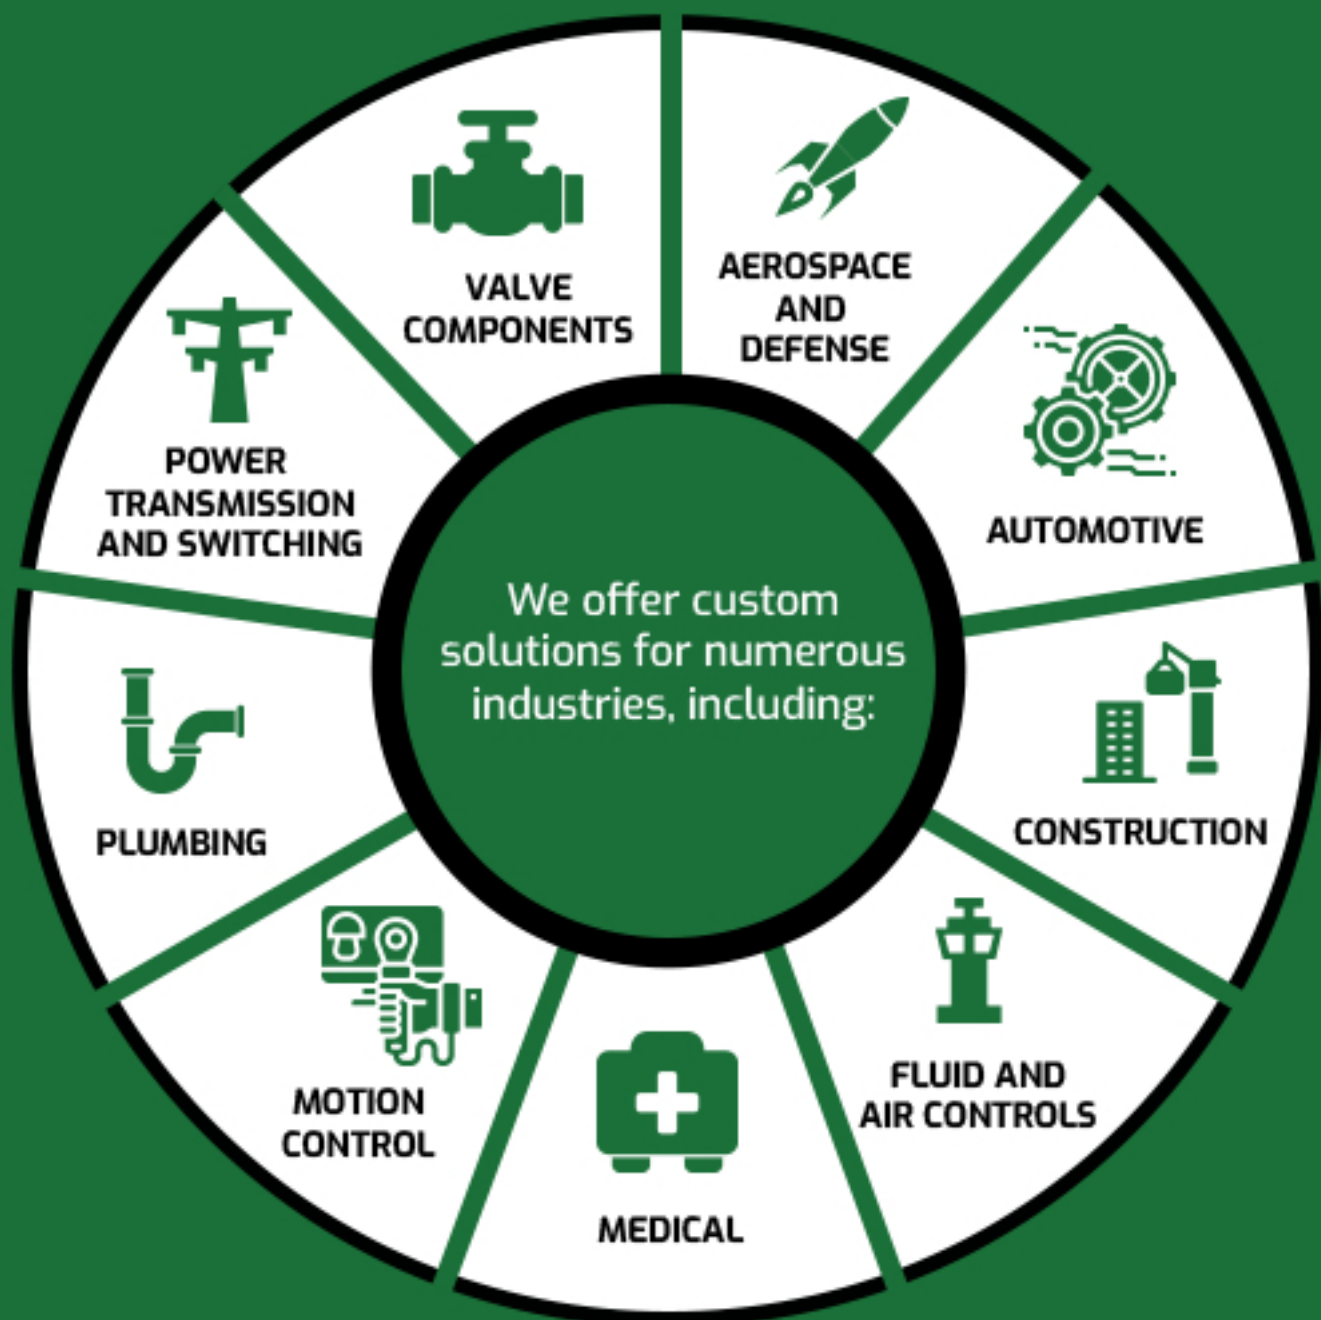 We offer custom
solutions for numerous
industries, including:
AEROSPACE
AND
DEFENSE
AUTOMOTIVE
CONSTRUCTION
FLUID AND
AIR CONTROLS
MEDICAL
MOTION
CONTROL
PLUMBING
POWER
TRANSMISSION
AND SWITCHING
VALVE
COMPONENTS